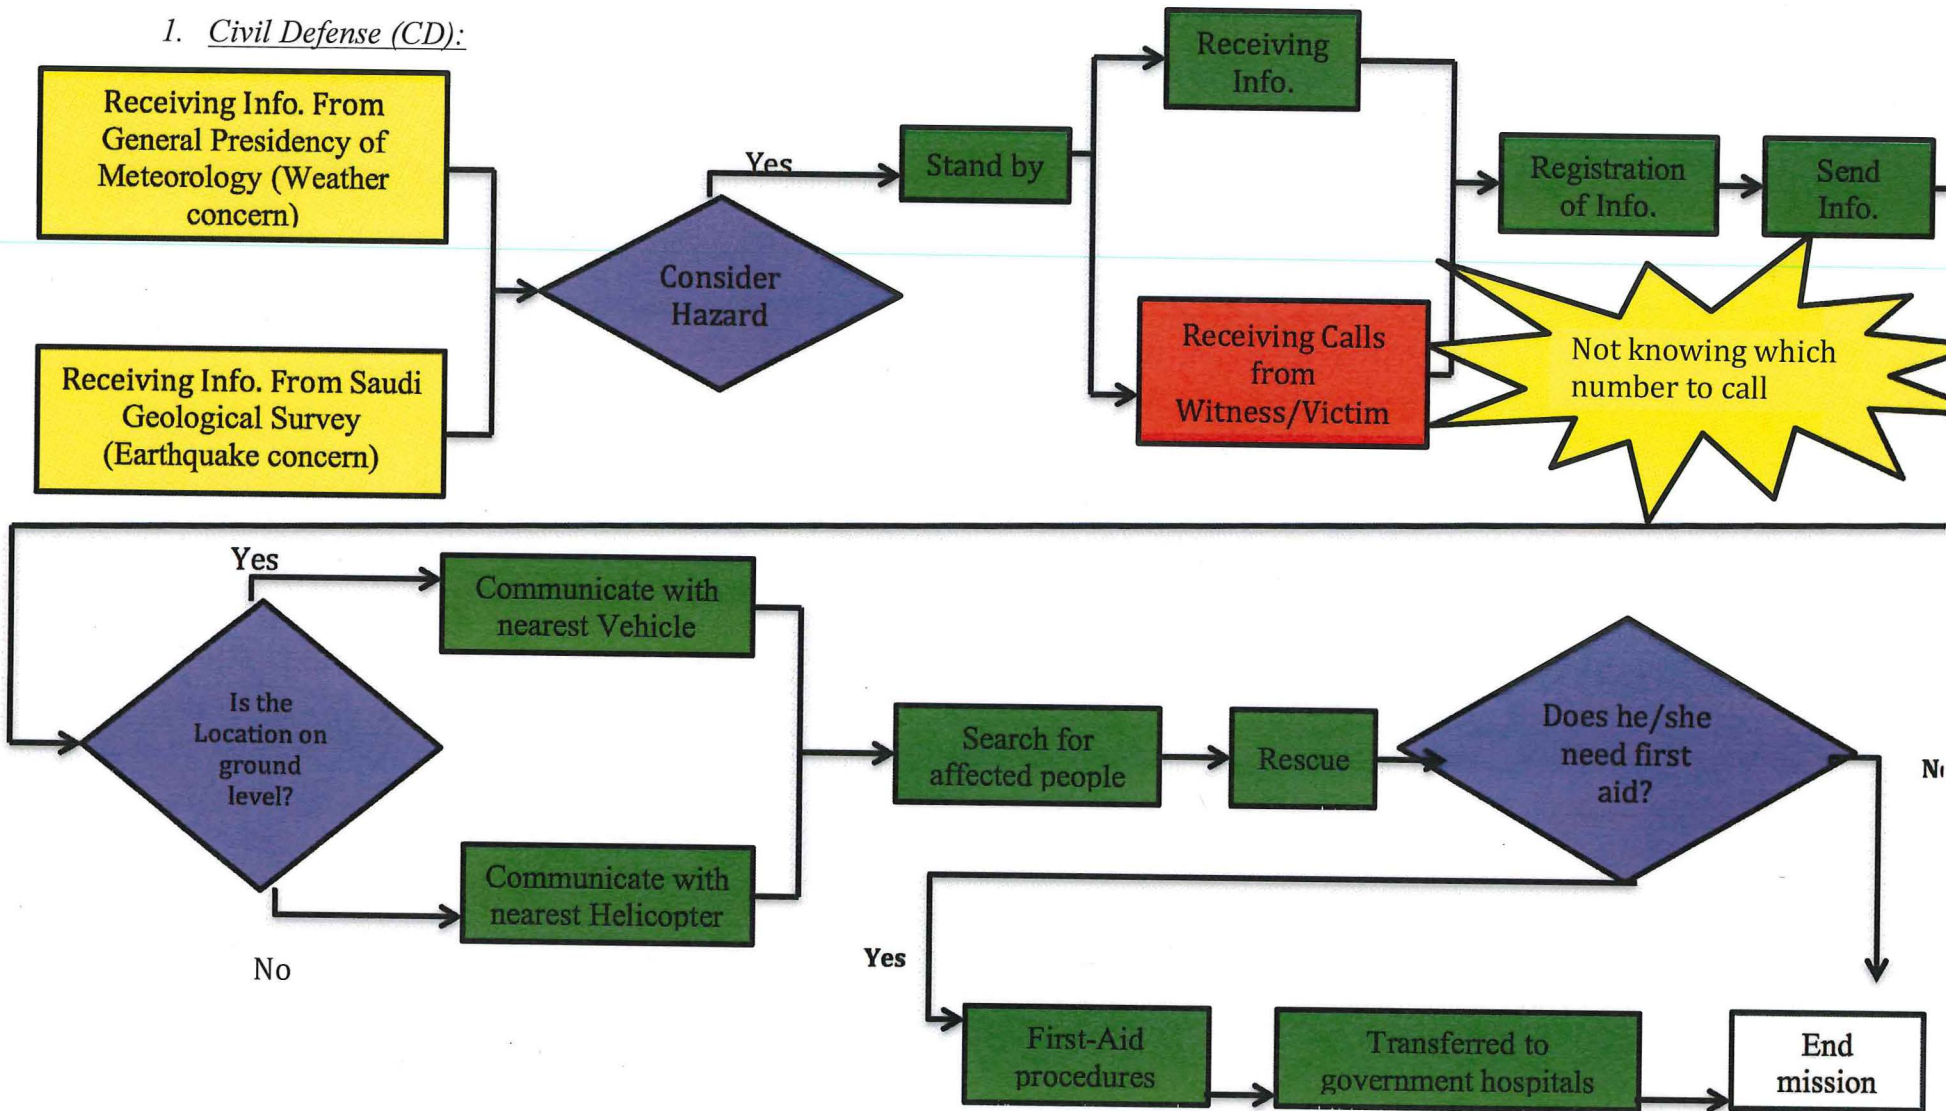 1. Civil Defense (CD):
Receiving Info. From
General Presidency of
Meteorology (Weather
concern)
Receiving Info. From Saudi
Geological Survey
(Earthquake concern)
Consider
Hazard
Yes
Stand by
Receiving
Info.
Receiving Calls
from
Witness/Victim
Registration
of Info.
Send
Info.
Not knowing which
number to call
Is the
Location on
ground
level?
Yes
No
Communicate with
nearest Vehicle
Communicate with
nearest Helicopter
Search for
affected people
Rescue
Does he/she
need first
aid?
Yes
First-Aid
procedures
Transferred to
government hospitals
End
mission